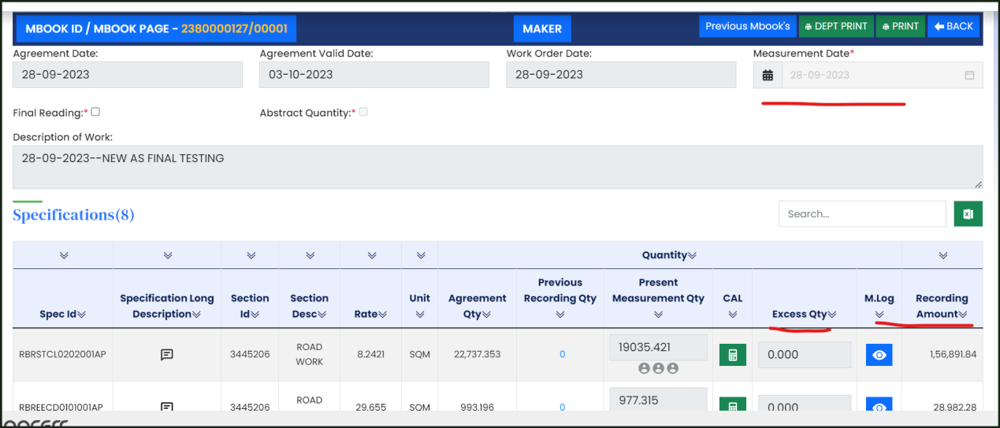 MBOOK ID / MBOOK PAGE - 2380000127/00001
MAKER
Previous Mbook's
DEPT PRINT
PRINT
BACK
Agreement Date:
Agreement Valid Date:
Work Order Date:
Measurement Date*
28-09-2023
03-10-2023
28-09-2023
28-09-2023
Final Reading:*
Abstract Quantity:*
Description of Work:
28-09-2023--NEW AS FINAL TESTING
Specifications(8)
Search...
Quantity
Spec Id
Specification Long
Description
Section
Id
Section
Desc
Rate
Unit
Agreement
Qty
Previous
Recording Qty
Present
Measurement Qty
CAL
Excess Qty
M.Log
Recording
Amount
RBRSTCL0202001AP
3445206
ROAD
WORK
8.2421
SQM
22,737.353
0
19035.421
0.000
1,56,891.84
RBREECD0101001AP
3445206
ROAD
29.655
SQM
993.196
0
977.315
0.000
28,982.28